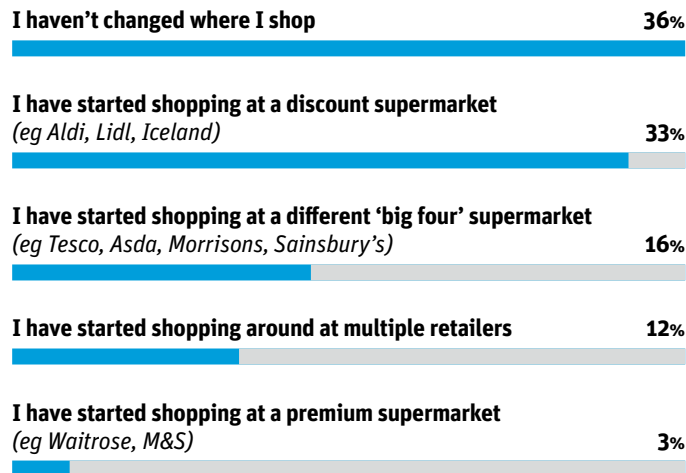 I haven’t changed where I shop 36%
I have started shopping at a discount supermarket
(eg Aldi, Lidl, Iceland) 33%
I have started shopping at a different ‘big four’ supermarket
(eg Tesco, Asda, Morrisons, Sainsbury’s) 16%
I have started shopping around at multiple retailers 12%
I have started shopping at a premium supermarket
(eg Waitrose, M&S) 3%